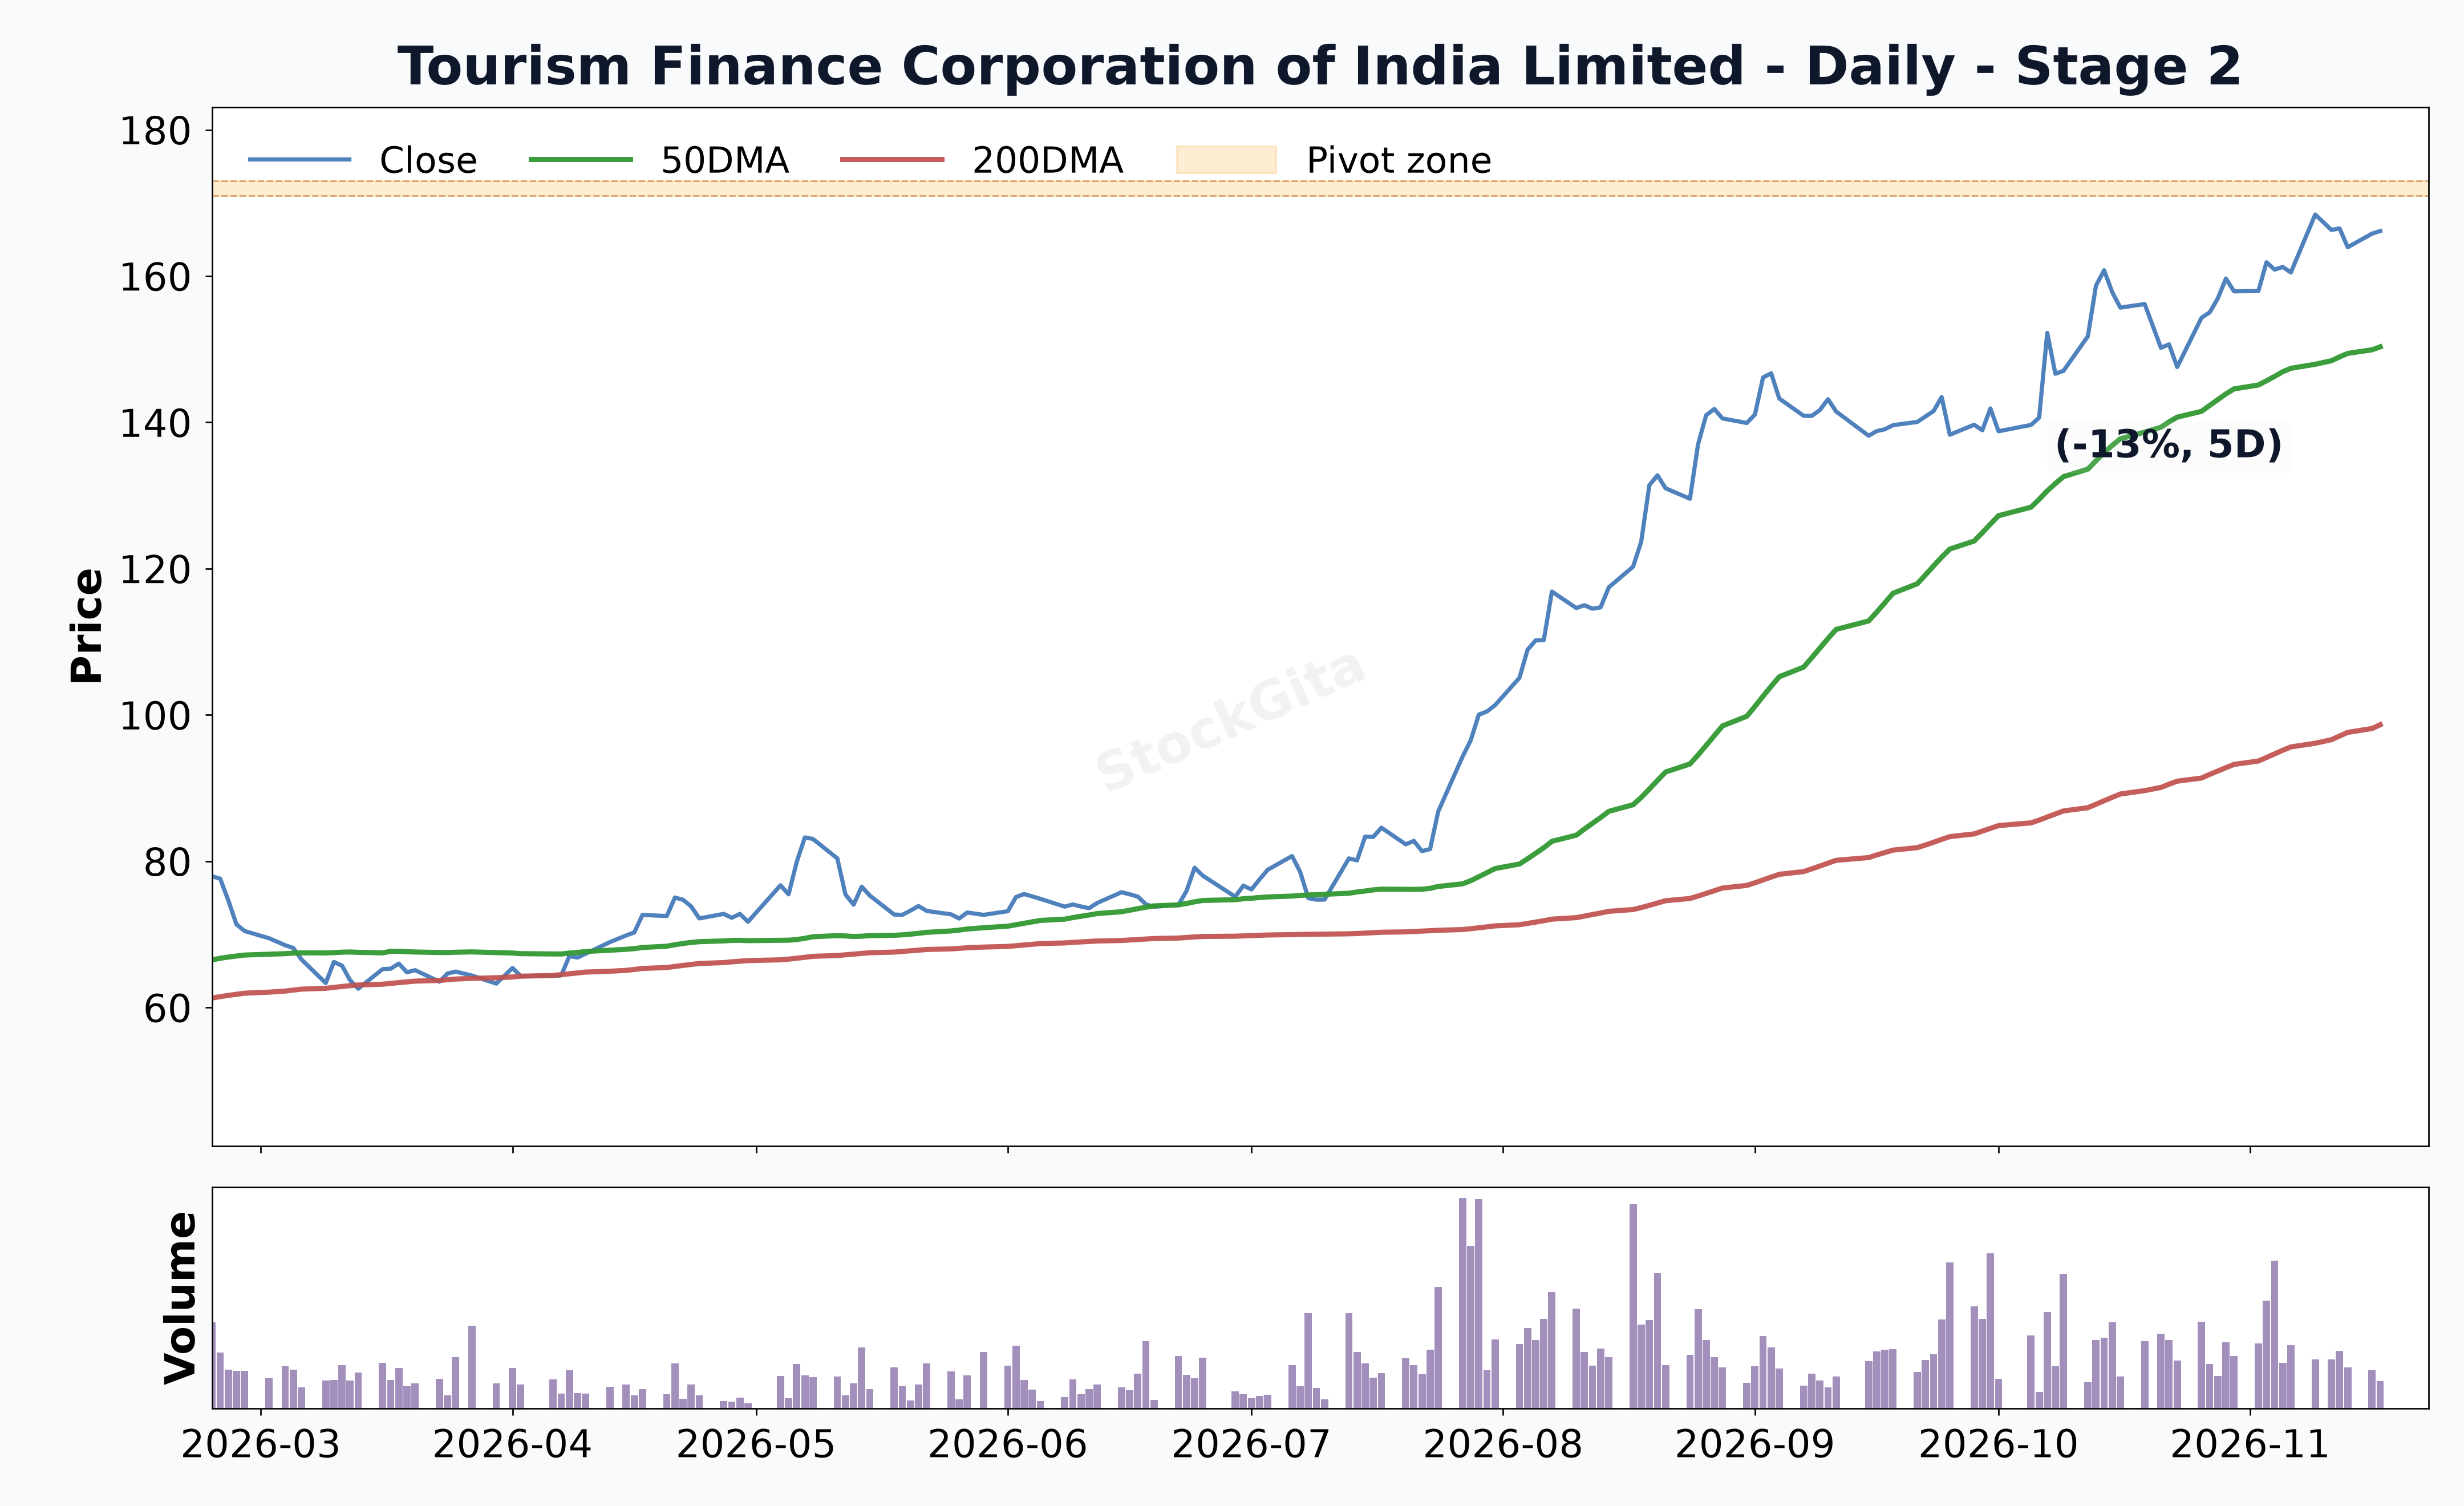 Tourism Finance Corporation of India Limited - Daily - Stage 2
Close 50DMA 200DMA Pivot zone
180
160
140
120
100
80
60
Price
(-13%, 5D)
StockGita
Volume
2026-03 2026-04 2026-05 2026-06 2026-07 2026-08 2026-09 2026-10 2026-11